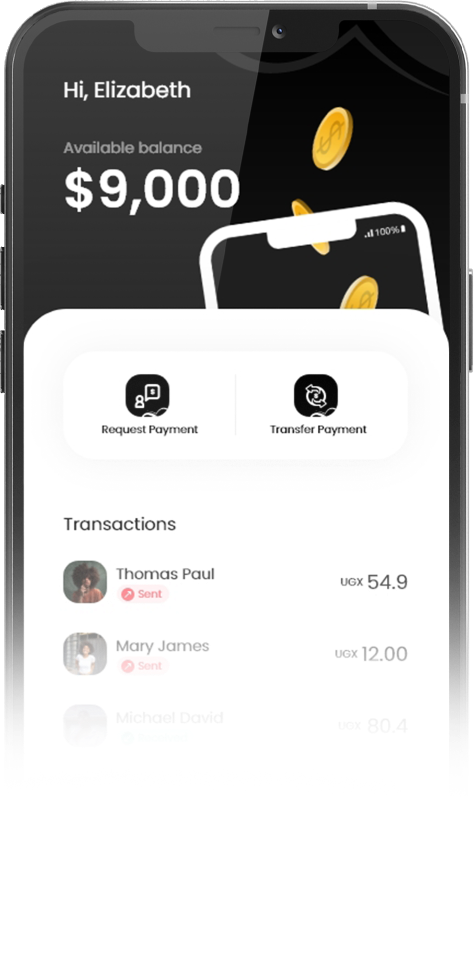 Hi, Elizabeth
Available balance
$9,000
100%
Request Payment
Transfer Payment
Transactions
Thomas Paul
Sent
UGX 54.9
Mary James
Sent
UGX 12.00
Michael David
UGX 80.4